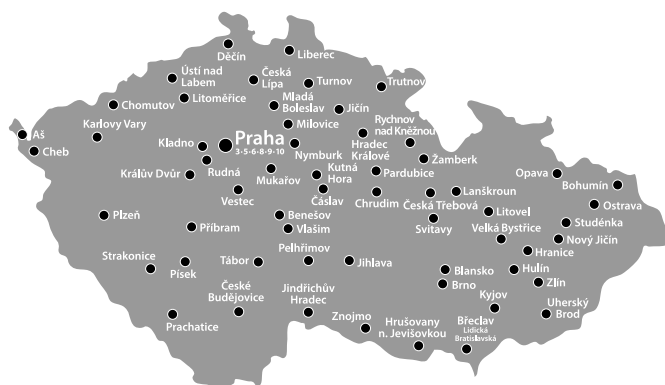 Děčín
Liberec
Ústí nad
Labem
Česká
Lípa
Turnov
Trutnov
Chomutov
Litoměřice
Mladá
Boleslav
Jičín
Karlovy Vary
Milovice
Rychnov
nad Kněžnou
Aš
Kladno
Praha
3-5-6-8-9-10
Hradec
Králové
Cheb
Nymburk
Žamberk
Rudná
Králův Dvůr
Mukařov
Kutná
Hora
Pardubice
Opava
Bohumín
Vestec
Čáslav
Chrudim
Česká Třebová
Lanškroun
Ostrava
Plzeň
Příbram
Benešov
Vlašim
Svitavy
Litovel
Studénka
Velká Bystřice
Nový Jičín
Strakonice
Písek
Tábor
Pelhřimov
Jihlava
Hranice
Blansko
Hulín
Brno
Zlín
České
Budějovice
Jindřichův
Hradec
Kyjov
Uherský
Brod
Prachatice
Znojmo
Hrušovany
n. Jevišovkou
Břeclav
Lidická
Bratislavská